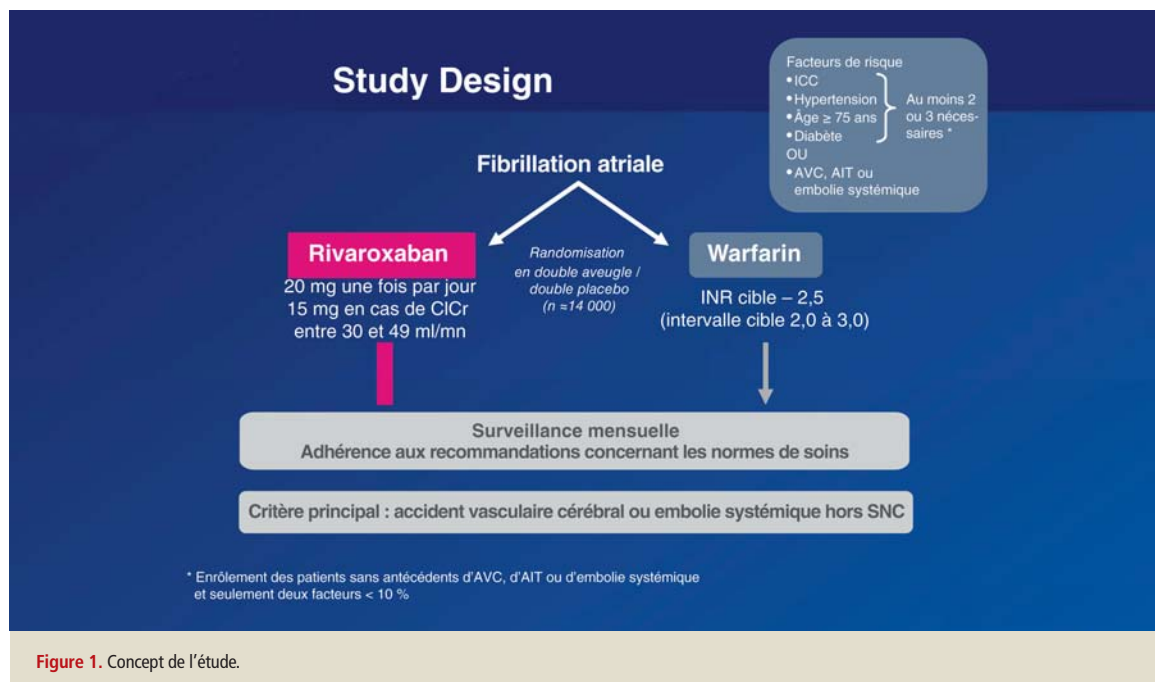 Study Design
Facteurs de risque
•ICC
•Hypertension
•Âge ≥ 75 ans
•Diabète
Au moins 2
ou 3 néces-
saires *
OU
•AVC, AIT ou
embolie systémique
Fibrillation atriale
Rivaroxaban
20 mg une fois par jour
15 mg en cas de ClCr
entre 30 et 49 ml/mn
Randomisation
en double aveugle /
double placebo
(n ≈14 000)
Warfarin
INR cible – 2,5
(intervalle cible 2,0 à 3,0)
Surveillance mensuelle
Adhérence aux recommandations concernant les normes de soins
Critère principal : accident vasculaire cérébral ou embolie systémique hors SNC
* Enrôlement des patients sans antécédents d'AVC, d'AIT ou d'embolie systémique
et seulement deux facteurs < 10 %
Figure 1. Concept de l'étude.